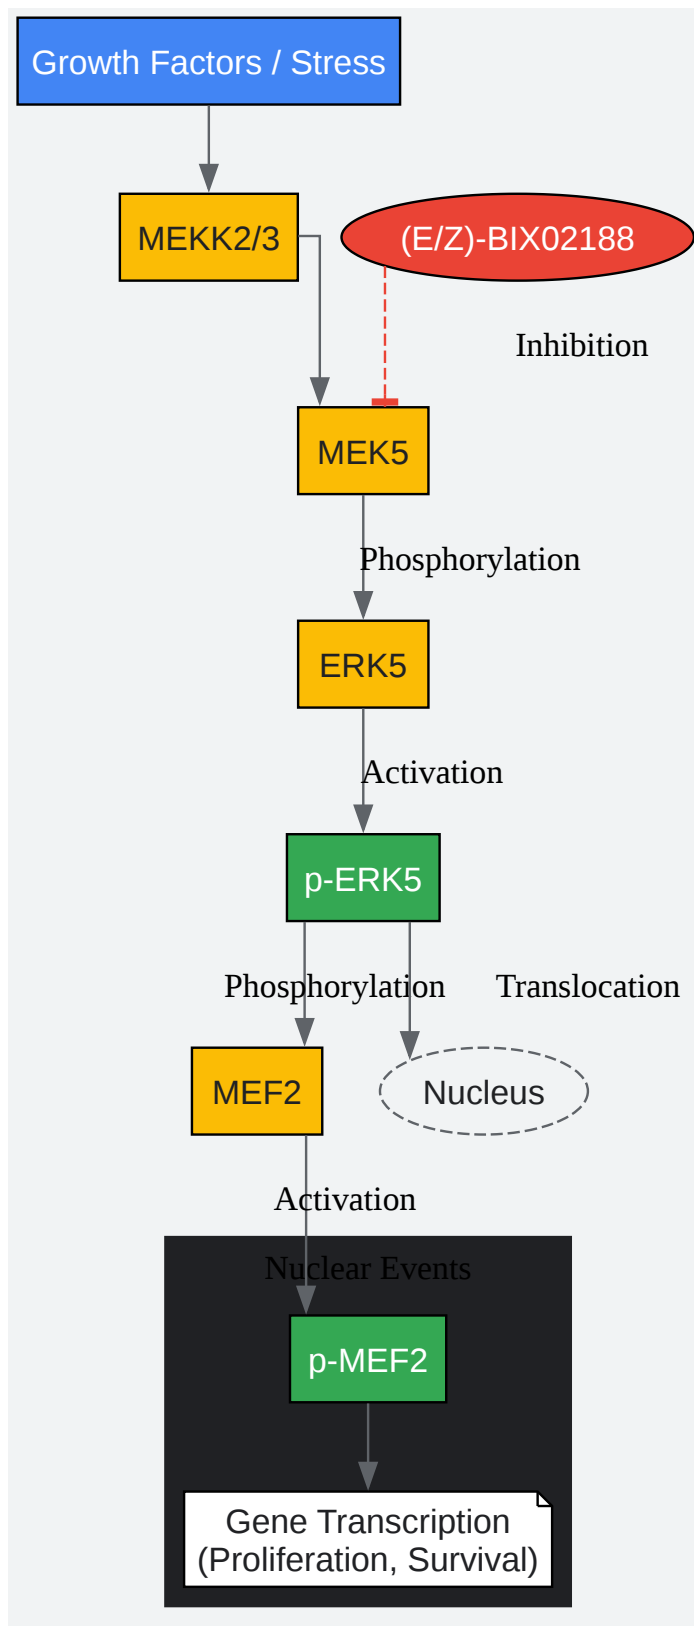 Growth Factors / Stress
MEKK2/3
(E/Z)-BIX02188
Inhibition
MEK5
Phosphorylation
ERK5
Activation
p-ERK5
Phosphorylation
Translocation
MEF2
Nucleus
Activation
Nuclear Events
p-MEF2
Gene Transcription
(Proliferation, Survival)